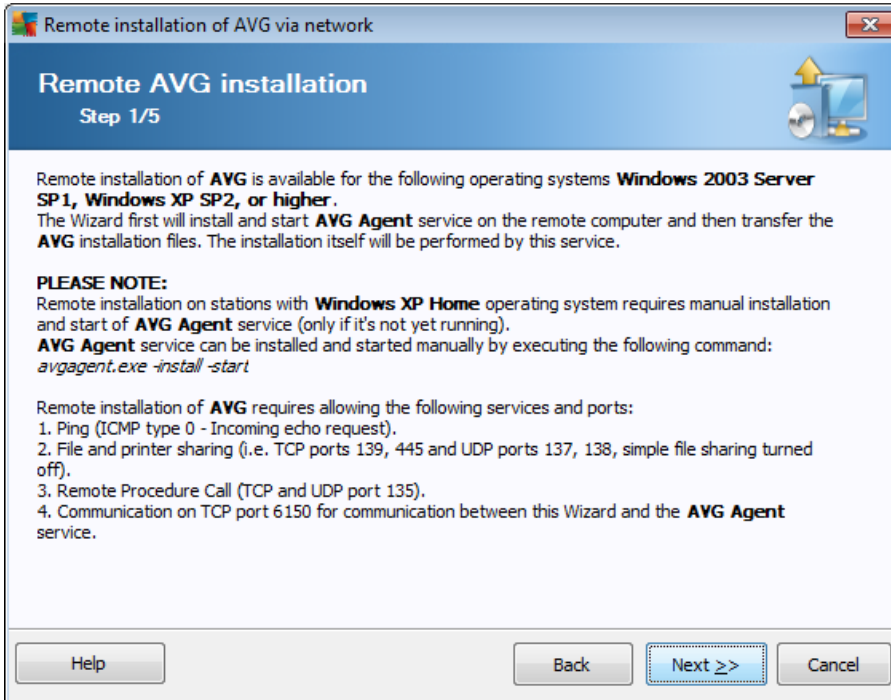 Remote installation of AVG via network
Remote AVG installation
Step 1/5
Remote installation of AVG is available for the following operating systems Windows 2003 Server
SP1, Windows XP SP2, or higher.
The Wizard first will install and start AVG Agent service on the remote computer and then transfer the
AVG installation files. The installation itself will be performed by this service.
PLEASE NOTE:
Remote installation on stations with Windows XP Home operating system requires manual installation
and start of AVG Agent service (only if it's not yet running).
AVG Agent service can be installed and started manually by executing the following command:
avgagent.exe -install -start
Remote installation of AVG requires allowing the following services and ports:
1. Ping (ICMP type 0 - Incoming echo request).
2. File and printer sharing (i.e. TCP ports 139, 445 and UDP ports 137, 138, simple file sharing turned
off).
3. Remote Procedure Call (TCP and UDP port 135).
4. Communication on TCP port 6150 for communication between this Wizard and the AVG Agent
service.
Help
Back
Next >>
Cancel